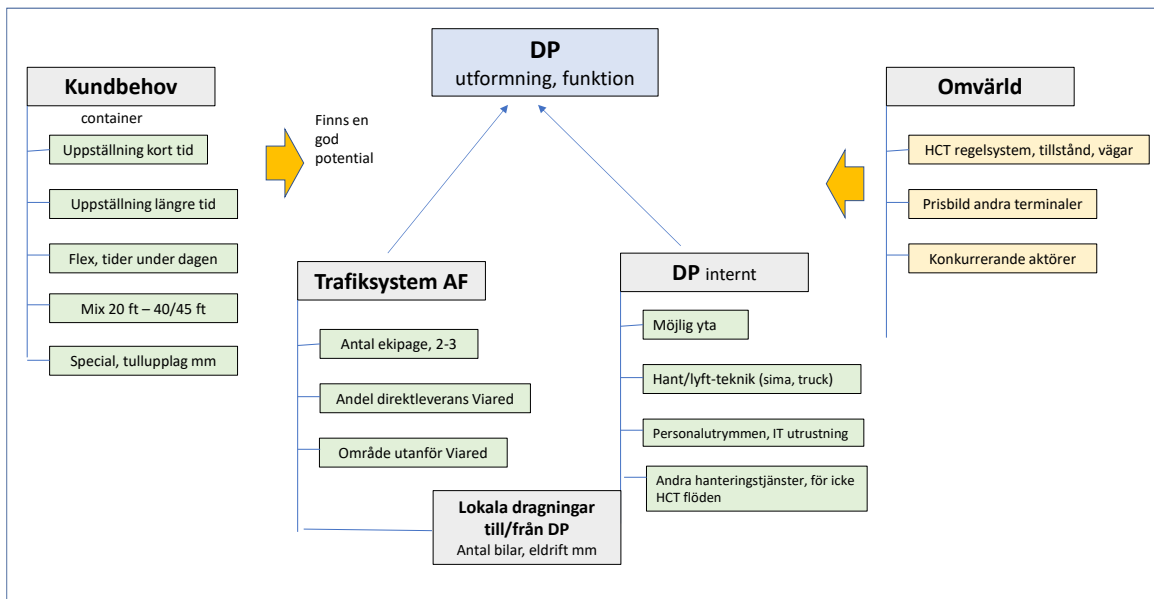 DP
utformning, funktion
Kundbehov
container
Uppställning kort tid
Uppställning längre tid
Flex, tider under dagen
Mix 20 ft – 40/45 ft
Special, tullupplag mm
Finns en
god
potential
Omvärld
HCT regelsystem, tillstånd, vägar
Prisbild andra terminaler
Konkurrerande aktörer
Trafiksystem AF
Antal ekipage, 2-3
Andel direktleverans Viared
Område utanför Viared
DP internt
Möjlig yta
Hant/lyft-teknik (sima, truck)
Personalutrymmen, IT utrustning
Andra hanteringstjänster, för icke
HCT flöden
Lokala dragningar
till/från DP
Antal bilar, eldrift mm